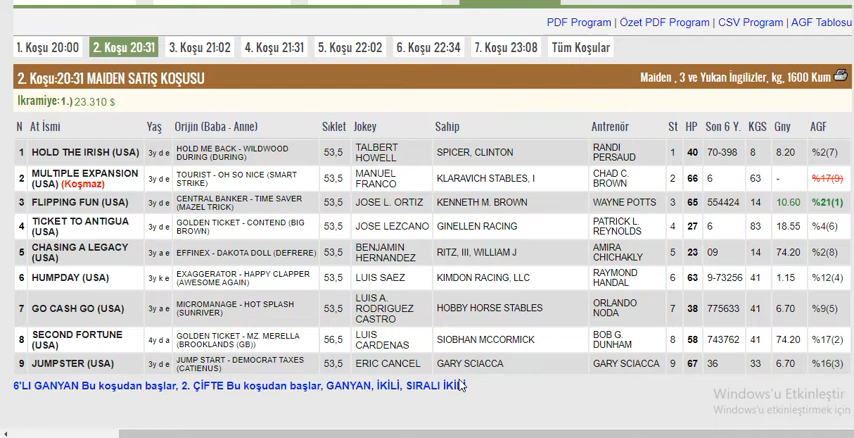 PDF Program | Özet PDF Program | CSV Program | AGF Tablosu
1. Koşu 20:00 2. Koşu 20:31 3. Koşu 21:02 4. Koşu 21:31 5. Koşu 22:02 6. Koşu 22:34 7. Koşu 23:08 Tüm Koşular
2. Koşu:20:31 MAIDEN SATIŞ KOŞUSU Maiden , 3 ve Yukarı İngilizler, kg, 1600 Kum
Ikramiye:1.) 23.310 $
N At İsmi Yaş Orijin (Baba - Anne) Sıklet Jokey Sahip Antrenör St HP Son 6 Y. KGS Gny AGF
1 HOLD THE IRISH (USA) 3y d e HOLD ME BACK - WILDWOOD DURING (DURING) 53,5 TALBERT HOWELL SPICER, CLINTON RANDI PERSAUD 1 40 70-398 8 8.20 %2(7)
2 MULTIPLE EXPANSION (USA) (Koşmaz) 3y d e TOURIST - OH SO NICE (SMART STRIKE) 53,5 MANUEL FRANCO KLARAVICH STABLES, I CHAD C. BROWN 2 66 6 63 - %17(9)
3 FLIPPING FUN (USA) 3y d e CENTRAL BANKER - TIME SAVER (MAZEL TRICK) 53,5 JOSE L. ORTIZ KENNETH M. BROWN WAYNE POTTS 3 65 554424 14 10.60 %21(1)
4 TICKET TO ANTIGUA (USA) 3y d e GOLDEN TICKET - CONTEND (BIG BROWN) 53,5 JOSE LEZCANO GINELLEN RACING PATRICK L. REYNOLDS 4 27 6 83 18.55 %4(6)
5 CHASING A LEGACY (USA) 3y a e EFFINEX - DAKOTA DOLL (DEFRERE) 53,5 BENJAMIN HERNANDEZ RITZ, III, WILLIAM J AMIRA CHICHAKLY 5 23 09 14 74.20 %2(8)
6 HUMPDAY (USA) 3y k e EXAGGERATOR - HAPPY CLAPPER (AWESOME AGAIN) 53,5 LUIS SAEZ KIMDON RACING, LLC RAYMOND HANDAL 6 63 9-73256 41 1.15 %12(4)
7 GO CASH GO (USA) 3y d e MICROMANAGE - HOT SPLASH (SUNRIVER) 53,5 LUIS A. RODRIGUEZ CASTRO HOBBY HORSE STABLES ORLANDO NODA 7 38 775633 41 6.70 %9(5)
8 SECOND FORTUNE (USA) 4y d a GOLDEN TICKET - MZ. MERELLA (BROOKLANDS (GB)) 56,5 LUIS CARDENAS SIOBHAN MCCORMICK BOB G. DUNHAM 8 58 743762 41 74.20 %17(2)
9 JUMPSTER (USA) 3y d e JUMP START - DEMOCRAT TAXES (CATIENUS) 53,5 ERIC CANCEL GARY SCIACCA GARY SCIACCA 9 67 36 33 6.70 %16(3)
6'LI GANYAN Bu koşudan başlar, 2. ÇİFTE Bu koşudan başlar, GANYAN, İKİLİ, SIRALI İKİLİ
Windows'u Etkinleştir
Windows'u etkinleştirmek için